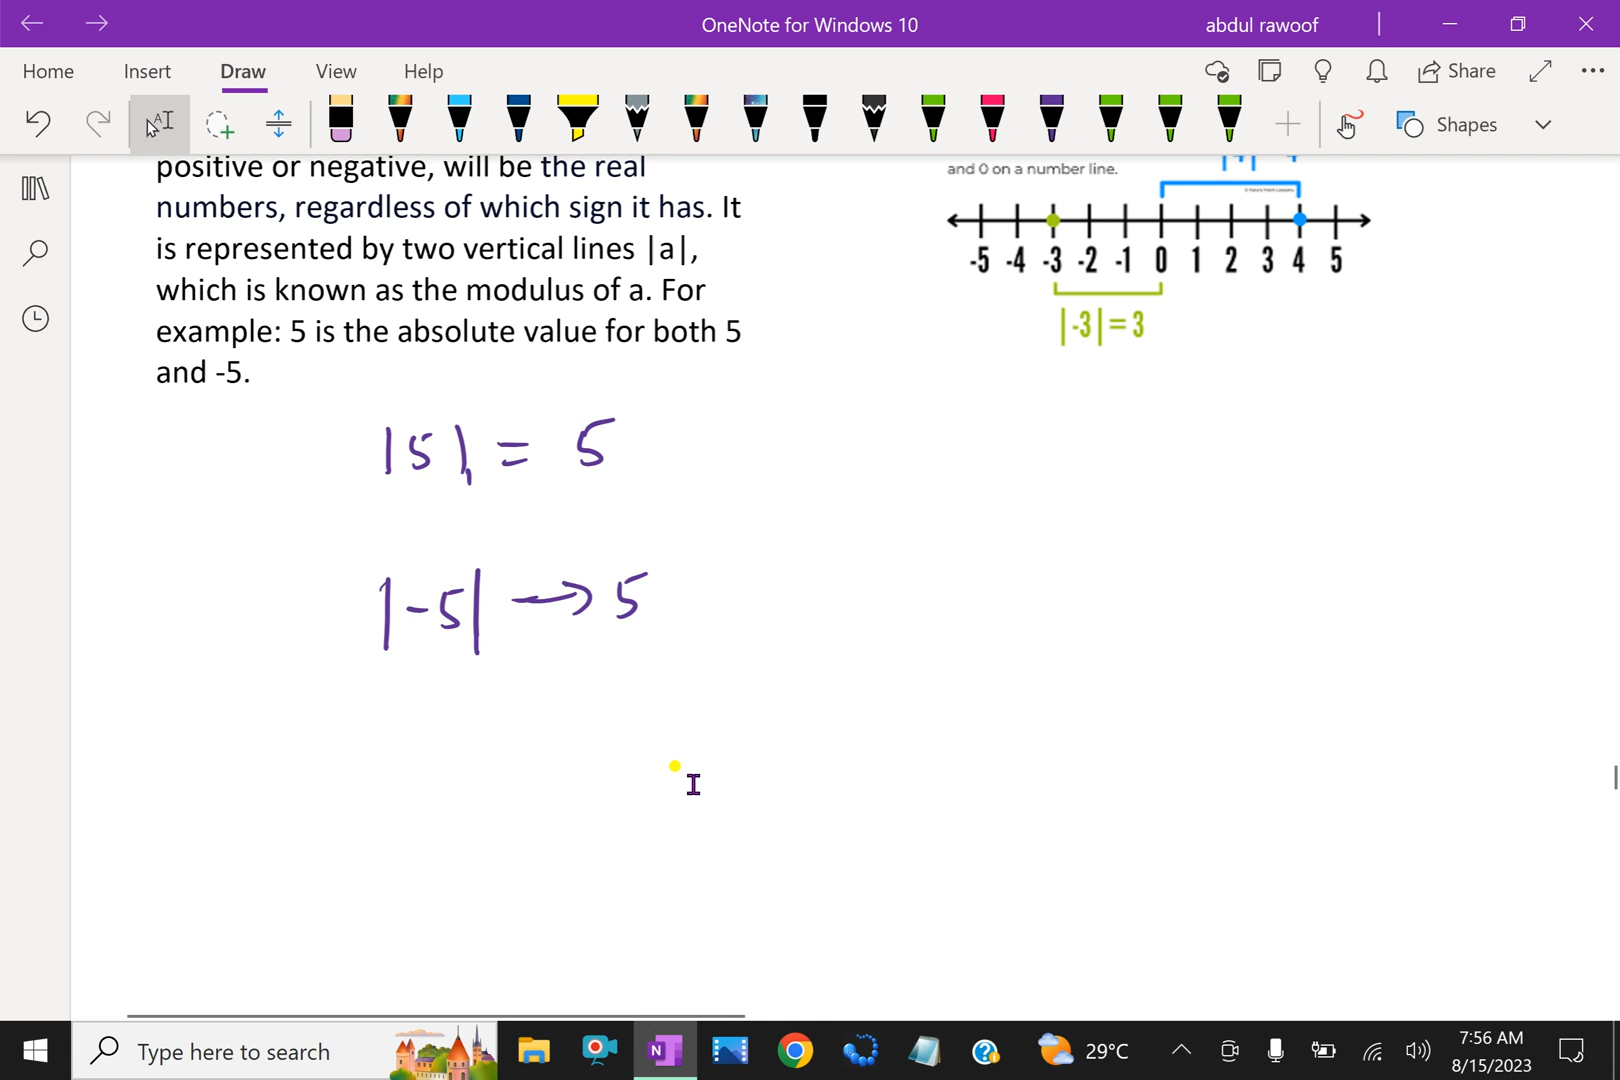 OneNote for Windows 10
abdul rawoof
Home
Insert
Draw
View
Help
Share
Shapes
positive or negative, will be the real
numbers, regardless of which sign it has. It
is represented by two vertical lines |a|,
which is known as the modulus of a. For
example: 5 is the absolute value for both 5
and -5.
and 0 on a number line.
-5 -4 -3 -2 -1 0 1 2 3 4 5
|-3| = 3
|5| = 5
|-5| → 5
Type here to search
29°C
7:56 AM
8/15/2023